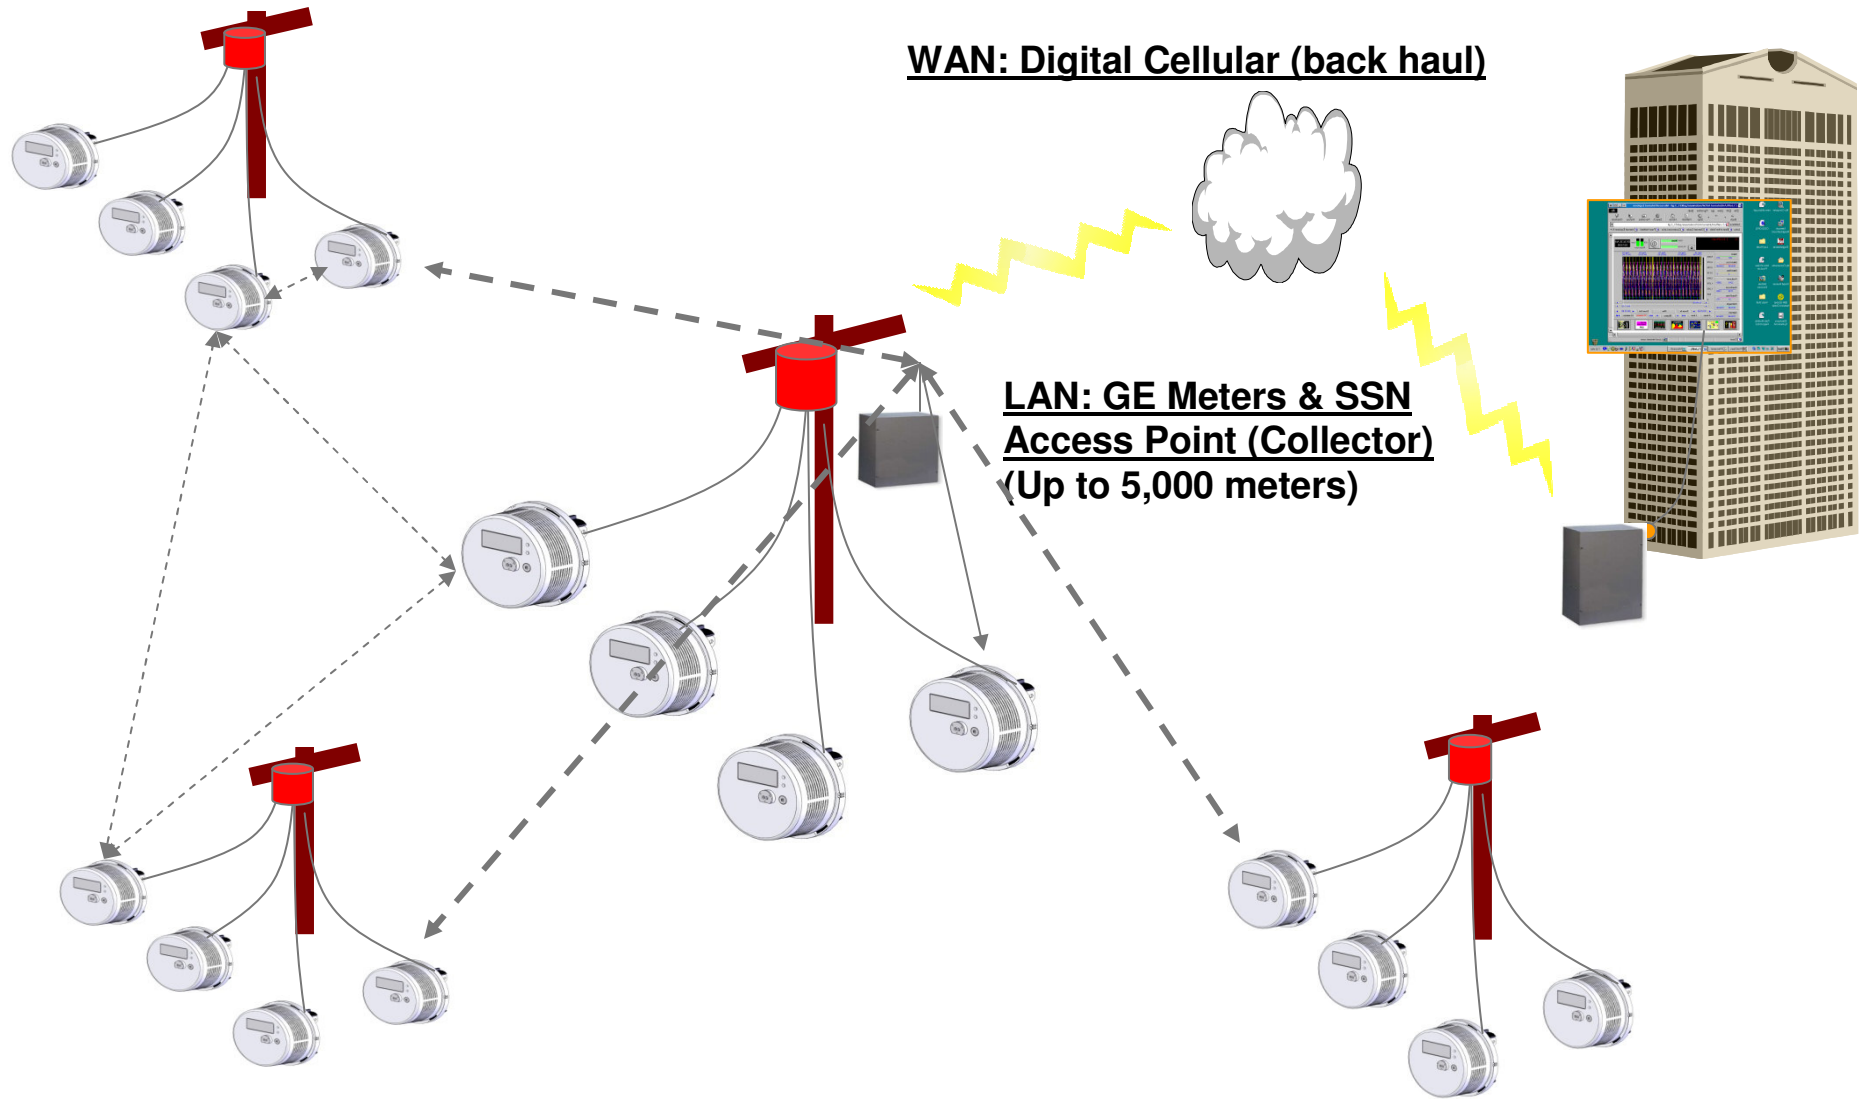 WAN: Digital Cellular (back haul)
LAN: GE Meters & SSN
Access Point (Collector)
(Up to 5,000 meters)